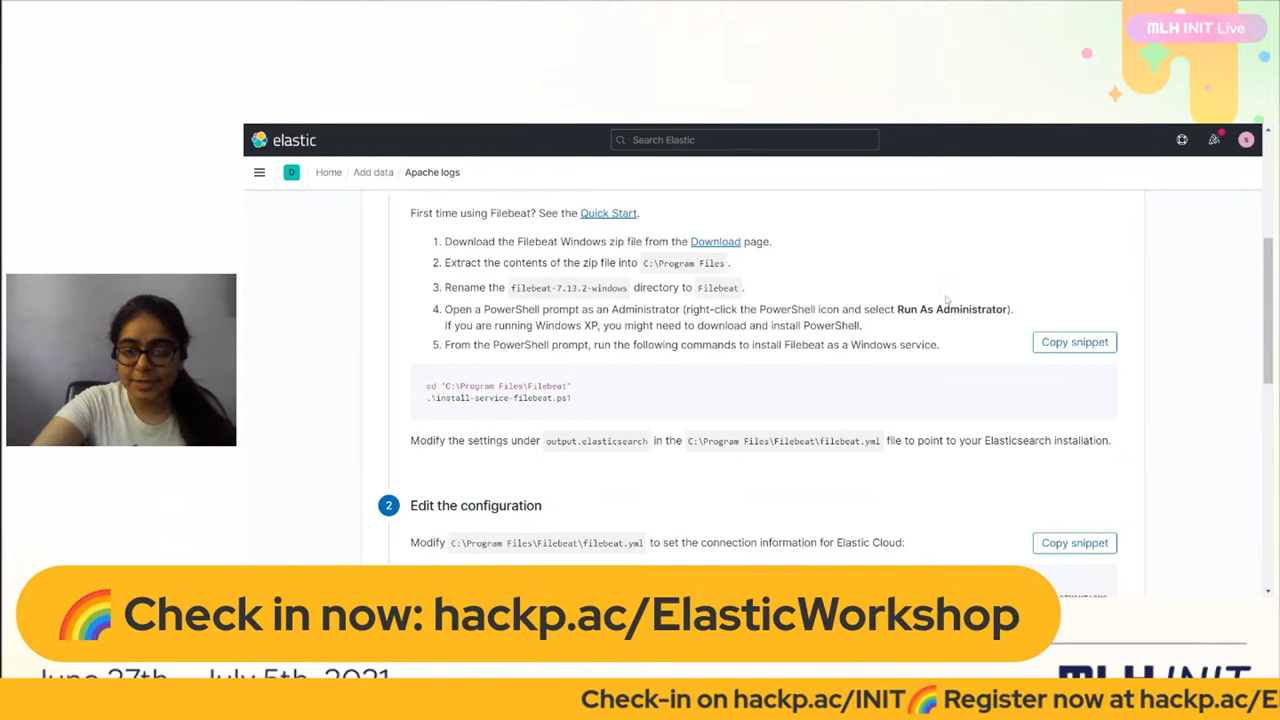 MLH INIT Live
elastic
Search Elastic
s
D
Home / Add data / Apache logs
First time using Filebeat? See the Quick Start.
1. Download the Filebeat Windows zip file from the Download page.
2. Extract the contents of the zip file into C:\Program Files.
3. Rename the filebeat-7.13.2-windows directory to Filebeat.
4. Open a PowerShell prompt as an Administrator (right-click the PowerShell icon and select Run As Administrator).
If you are running Windows XP, you might need to download and install PowerShell.
5. From the PowerShell prompt, run the following commands to install Filebeat as a Windows service.
Copy snippet
cd "C:\Program Files\Filebeat"
.\install-service-filebeat.ps1
Modify the settings under output.elasticsearch in the C:\Program Files\Filebeat\filebeat.yml file to point to your Elasticsearch installation.
2 Edit the configuration
Modify C:\Program Files\Filebeat\filebeat.yml to set the connection information for Elastic Cloud:
Copy snippet
🌈 Check in now: hackp.ac/ElasticWorkshop
June 27th - July 5th, 2021
MLH INIT
Check-in on hackp.ac/INIT 🌈 Register now at hackp.ac/E